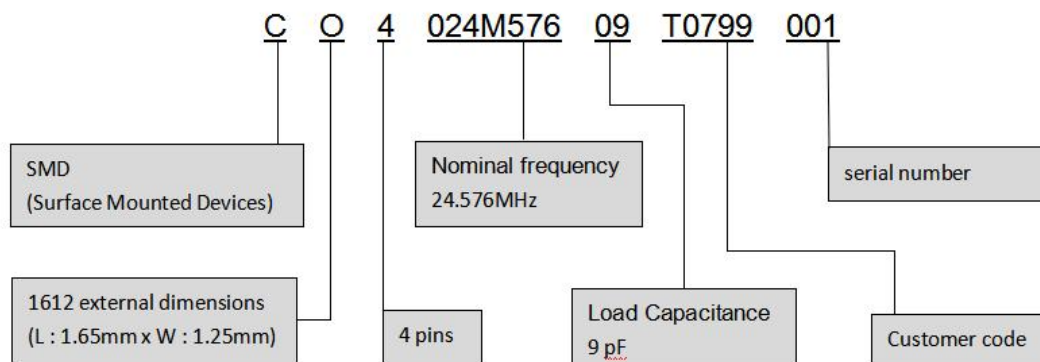 C O 4 024M576 09 T0799 001
SMD
(Surface Mounted Devices)
Nominal frequency
24.576MHz
serial number
1612 external dimensions
(L : 1.65mm x W : 1.25mm)
4 pins
Load Capacitance
9 pF
Customer code